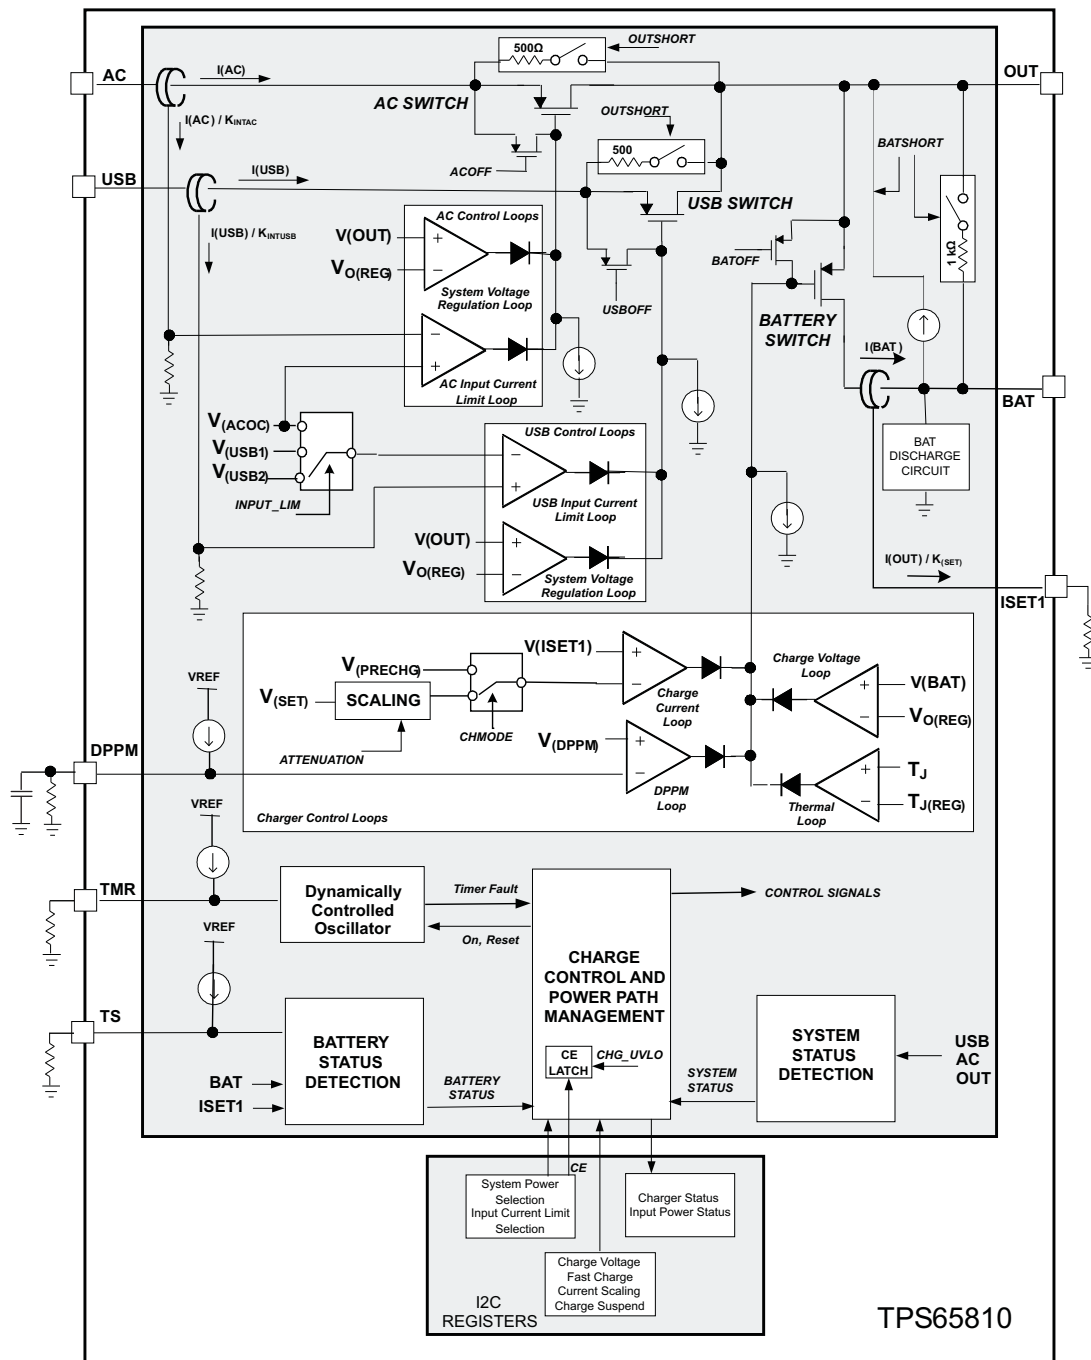 500Ω
OUTSHORT
AC
I(AC)
AC SWITCH
OUT
OUTSHORT
I(AC) / KINTAC
500
BATSHORT
ACOFF
USB
I(USB)
USB SWITCH
I(USB) / KINTUSB
AC Control Loops
V(OUT)
VO(REG)
System Voltage
Regulation Loop
USBOFF
BATOFF
1 kΩ
BATTERY
SWITCH
I(BAT)
AC Input Current
Limit Loop
BAT
V(ACOC)
V(USB1)
V(USB2)
INPUT_LIM
USB Control Loops
USB Input Current
Limit Loop
BAT
DISCHARGE
CIRCUIT
V(OUT)
VO(REG)
System Voltage
Regulation Loop
I(OUT) / K(SET)
ISET1
V(ISET1)
Charge Voltage
Loop
V(PRECHG)
V(SET)
SCALING
V(BAT)
VO(REG)
Charge
Current
Loop
VREF
CHMODE
ATTENUATION
V(DPPM)
DPPM
TJ
TJ(REG)
DPPM
Loop
Thermal
Loop
Charger Control Loops
VREF
TMR
Dynamically
Controlled
Oscillator
Timer Fault
On, Reset
CONTROL SIGNALS
VREF
CHARGE
CONTROL AND
POWER PATH
MANAGEMENT
TS
BATTERY
STATUS
DETECTION
BAT
ISET1
BATTERY
STATUS
CE
LATCH
CHG_UVLO
SYSTEM
STATUS
SYSTEM
STATUS
DETECTION
USB
AC
OUT
CE
System Power
Selection
Input Current Limit
Selection
Charger Status
Input Power Status
Charge Voltage
Fast Charge
Current Scaling
Charge Suspend
I2C
REGISTERS
TPS65810